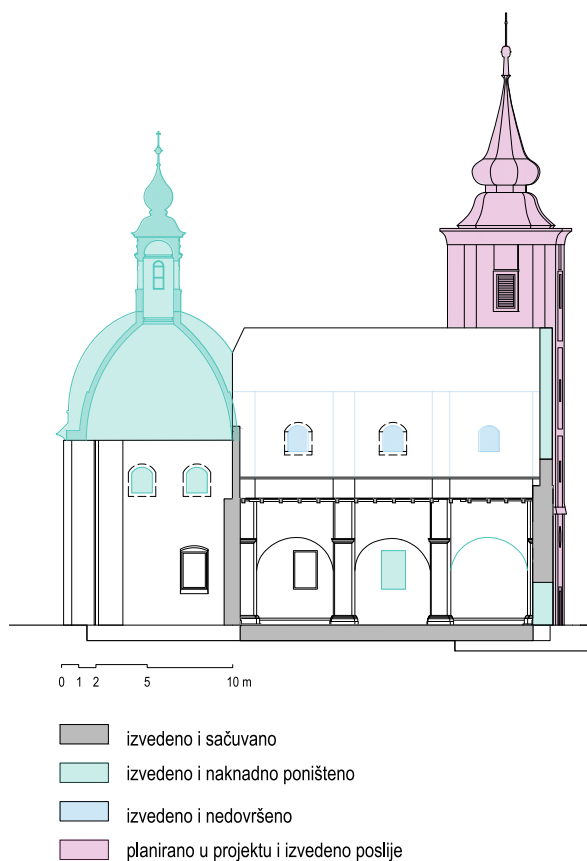 0 1 2 5 10 m
izvedeno i sačuvano
izvedeno i naknadno poništeno
izvedeno i nedovršeno
planirano u projektu i izvedeno poslije